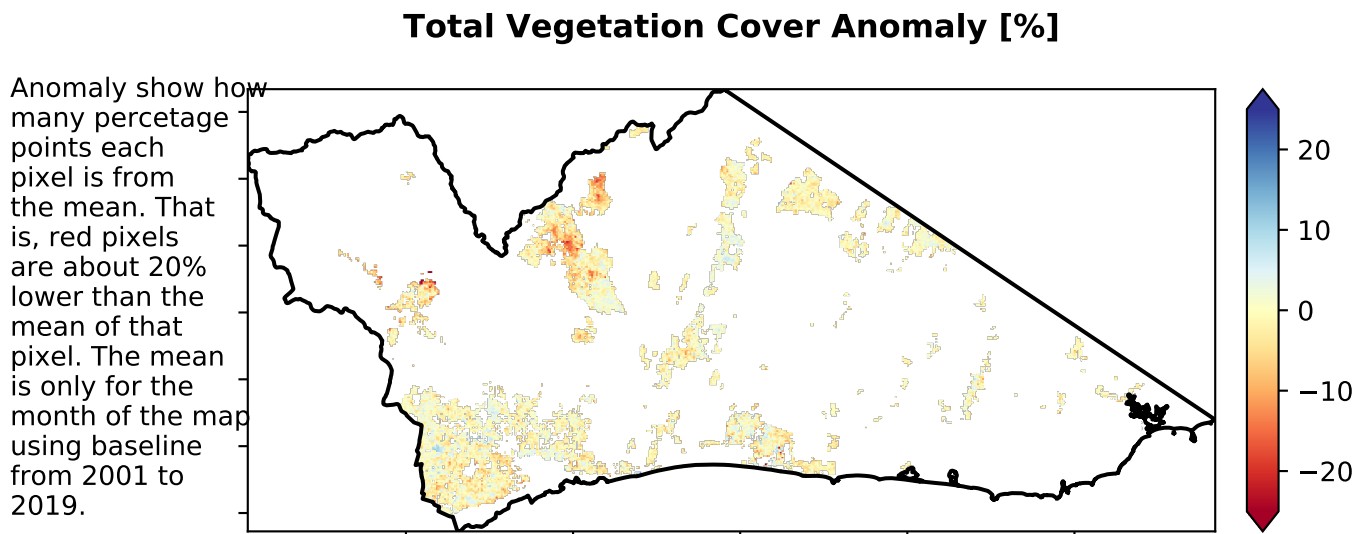 Total Vegetation Cover Anomaly [%]
Anomaly show how
many percetage
points each
pixel is from
the mean. That
is, red pixels
are about 20%
lower than the
mean of that
pixel. The mean
is only for the
month of the map
using baseline
from 2001 to
2019.
20
10
0
−10
−20